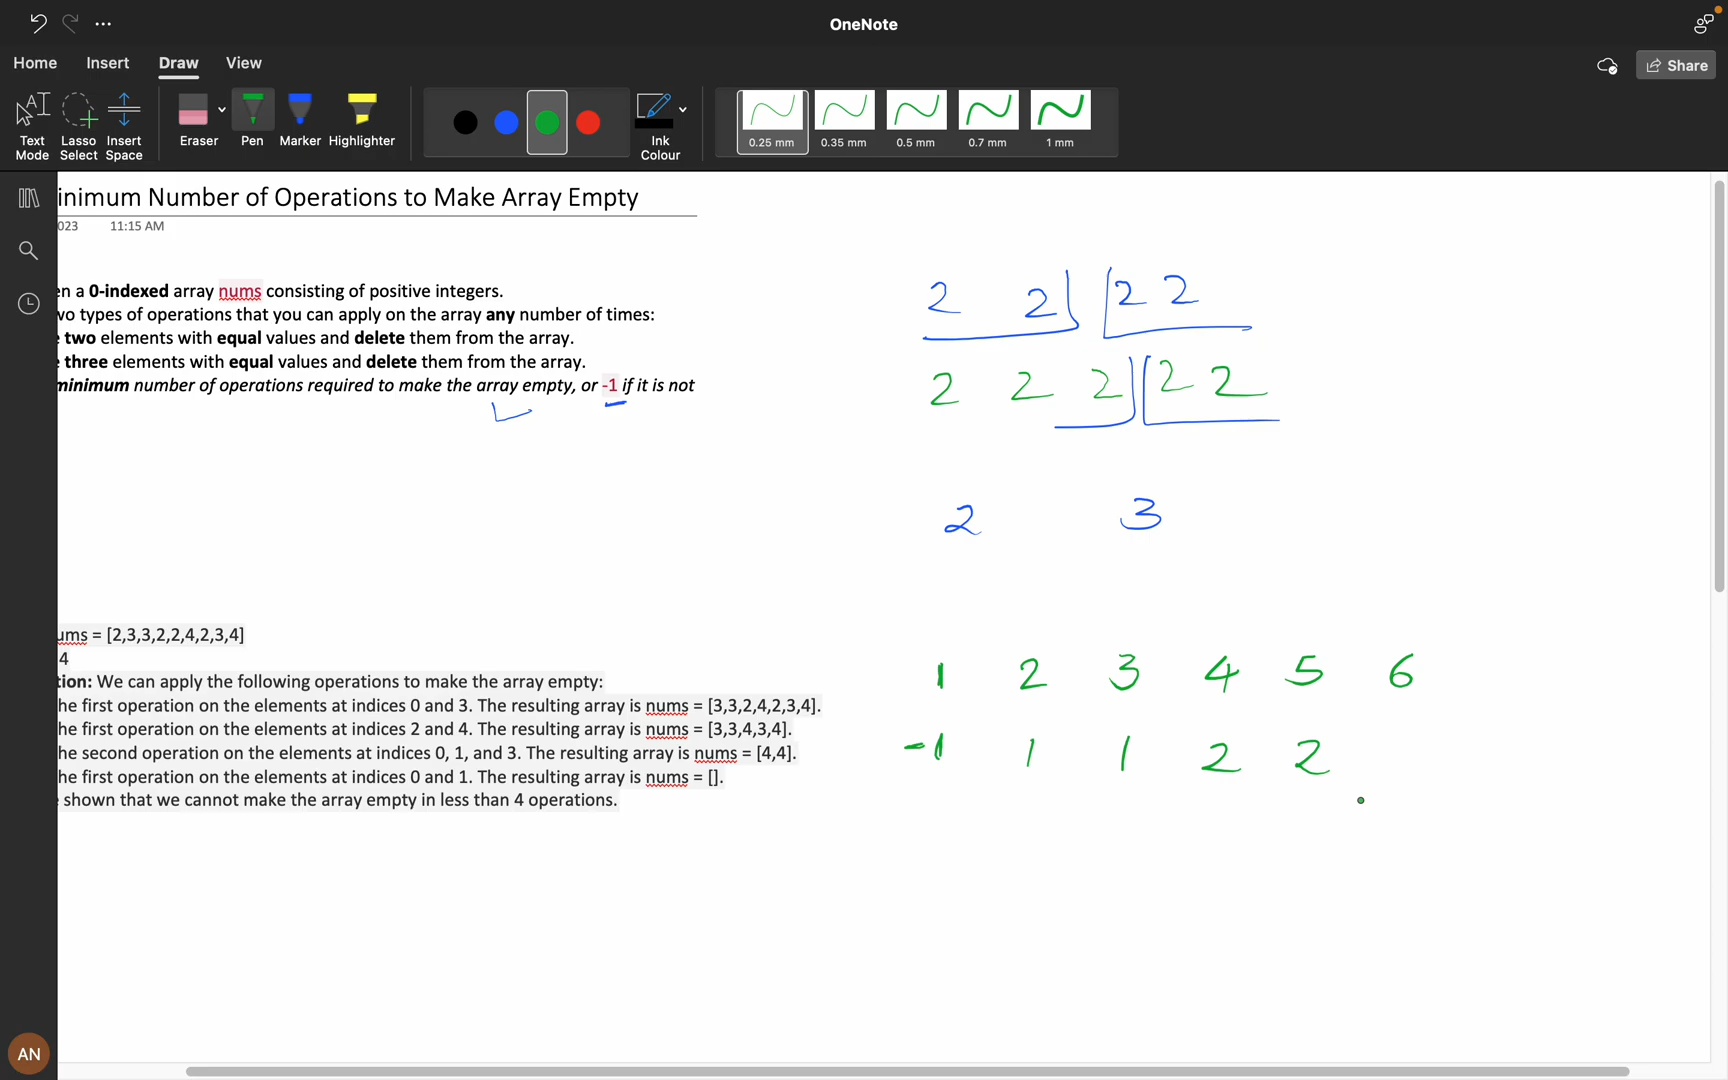 OneNote
Home Insert Draw View
Share
Text Mode
Lasso Select
Insert Space
Eraser
Pen
Marker
Highlighter
Ink Colour
0.25 mm 0.35 mm 0.5 mm 0.7 mm 1 mm
inimum Number of Operations to Make Array Empty
023 11:15 AM
en a 0-indexed array nums consisting of positive integers.
wo types of operations that you can apply on the array any number of times:
e two elements with equal values and delete them from the array.
e three elements with equal values and delete them from the array.
minimum number of operations required to make the array empty, or -1 if it is not
ums = [2,3,3,2,2,4,2,3,4]
4
tion: We can apply the following operations to make the array empty:
he first operation on the elements at indices 0 and 3. The resulting array is nums = [3,3,2,4,2,3,4].
he first operation on the elements at indices 2 and 4. The resulting array is nums = [3,3,4,3,4].
he second operation on the elements at indices 0, 1, and 3. The resulting array is nums = [4,4].
he first operation on the elements at indices 0 and 1. The resulting array is nums = [].
e shown that we cannot make the array empty in less than 4 operations.
2 2 2 2
2 2 2 2 2
2 3
1 2 3 4 5 6
-1 1 1 2 2
AN